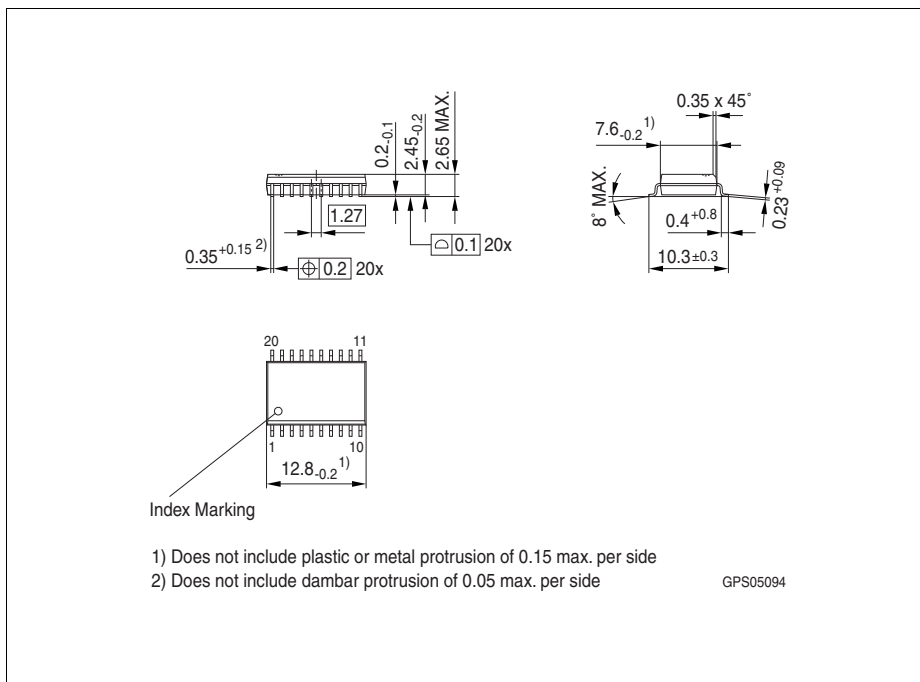 0.2-0.1
2.45-0.2
2.65 MAX.
1.27
0.35+0.15 2)
⌖ 0.2 20x
⌓ 0.1 20x
0.35 x 45˚
7.6-0.2 1)
8˚ MAX.
0.4+0.8
0.23 +0.09
10.3±0.3
20 11
1 10
12.8-0.2 1)
Index Marking
1) Does not include plastic or metal protrusion of 0.15 max. per side
2) Does not include dambar protrusion of 0.05 max. per side
GPS05094